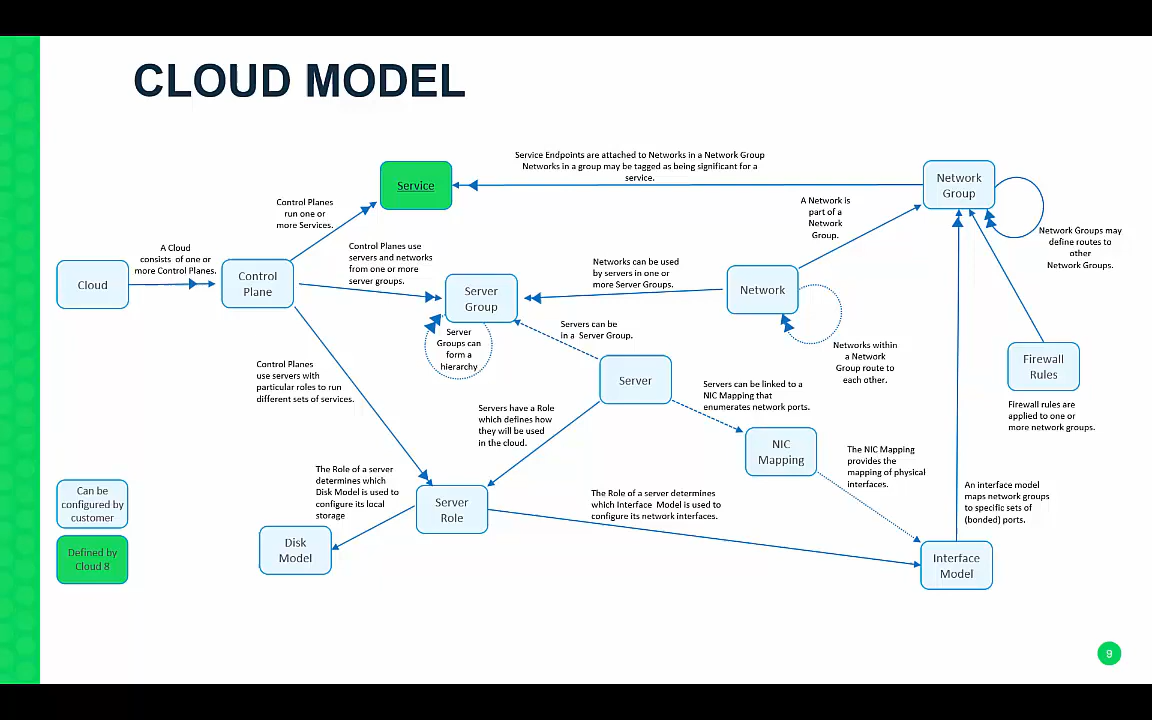 CLOUD MODEL
Service Endpoints are attached to Networks in a Network Group
Networks in a group may be tagged as being significant for a
service.
Service
Network
Group
Control Planes
run one or
more Services.
A Network is
part of a
Network
Group.
Network Groups may
define routes to
other
Network Groups.
A Cloud
consists of one or
more Control Planes.
Control Planes use
servers and networks
from one or more
server groups.
Networks can be used
by servers in one or
more Server Groups.
Cloud
Control
Plane
Server
Group
Network
Server
Groups can
form a
hierarchy
Servers can be
in a Server Group.
Networks within
a Network
Group route to
each other.
Firewall
Rules
Control Planes
use servers with
particular roles to run
different sets of services.
Server
Servers can be linked to a
NIC Mapping that
enumerates network ports.
Firewall rules are
applied to one or
more network groups.
Servers have a Role
which defines how
they will be used
in the cloud.
NIC
Mapping
The NIC Mapping
provides the
mapping of physical
interfaces.
The Role of a server
determines which
Disk Model is used to
configure its local
storage
Server
Role
The Role of a server determines
which Interface Model is used to
configure its network interfaces.
An interface model
maps network groups
to specific sets of
(bonded) ports.
Can be
configured by
customer
Defined by
Cloud 8
Disk
Model
Interface
Model
9